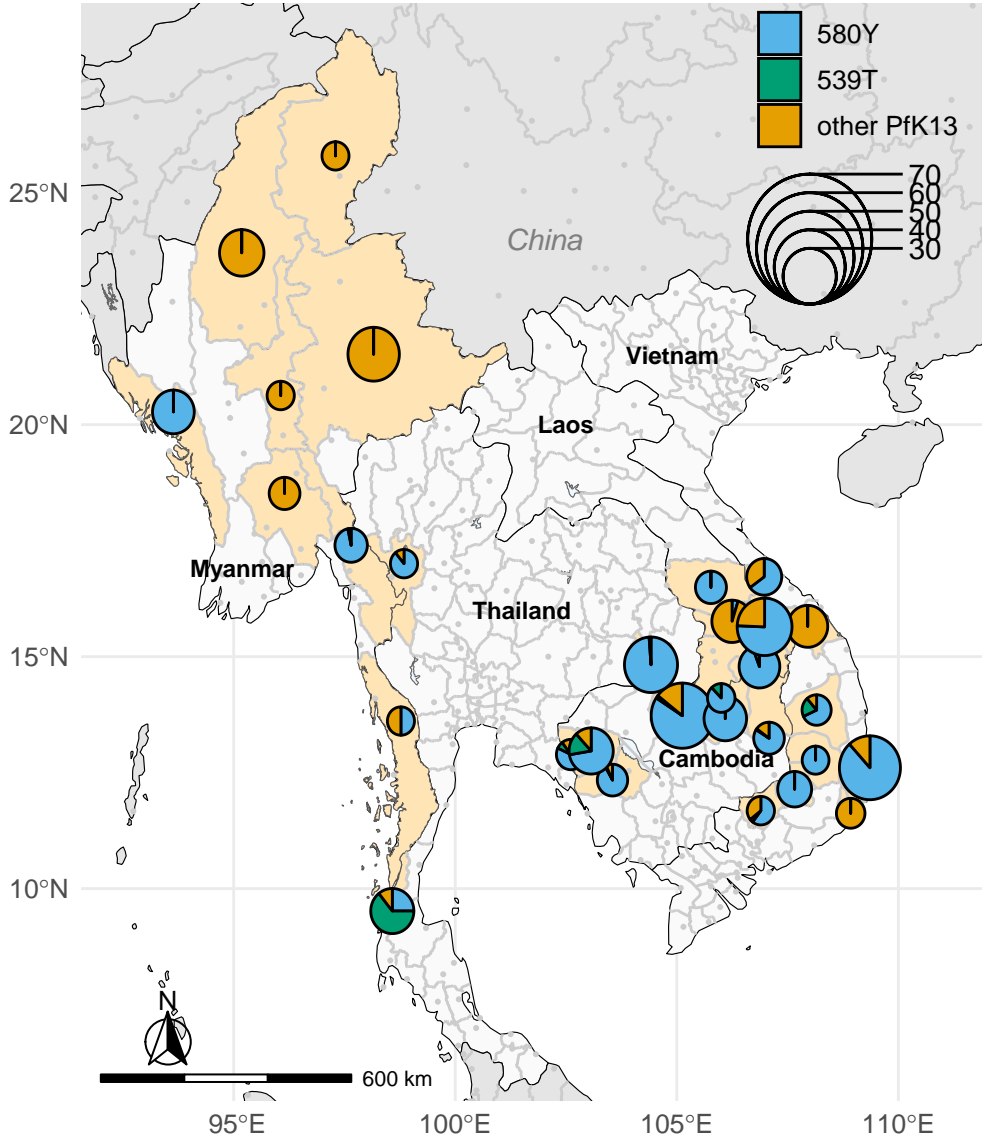 580Y
539T
other PfK13
70
60
50
40
30
25°N
20°N
15°N
10°N
China
Vietnam
Laos
Myanmar
Thailand
Cambodia
N
600 km
95°E
100°E
105°E
110°E